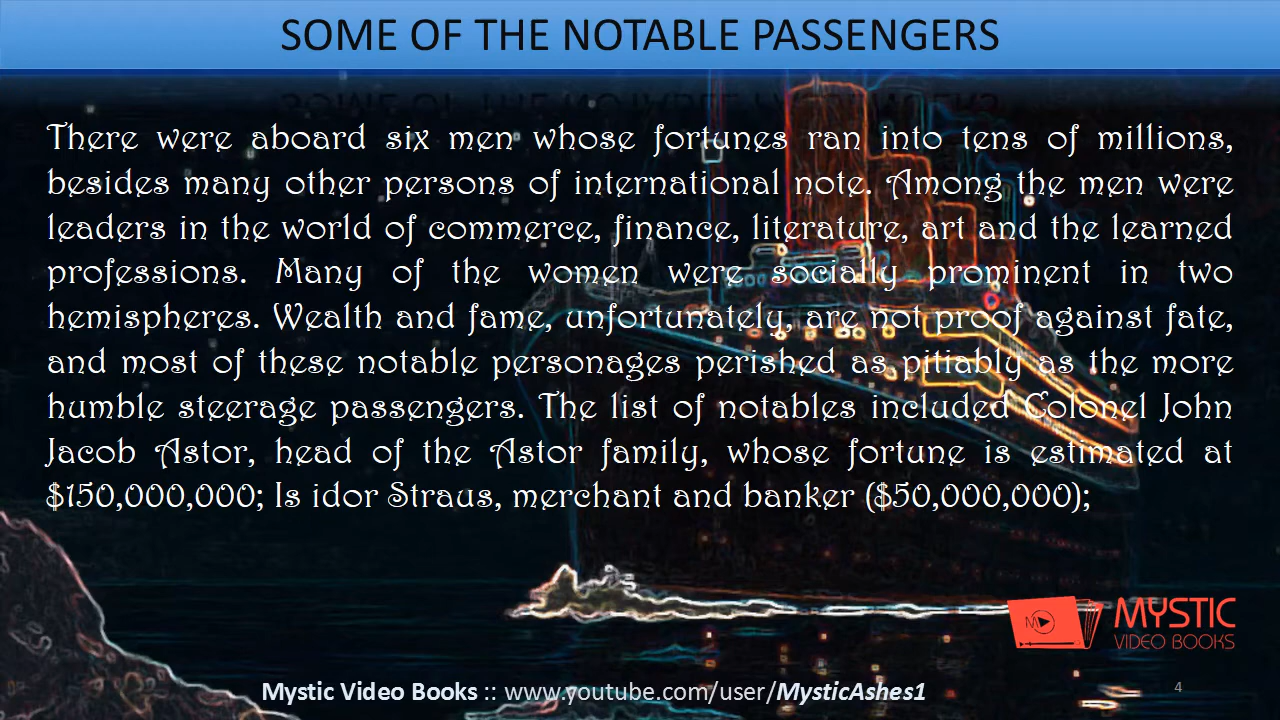 SOME OF THE NOTABLE PASSENGERS
There were aboard six men whose fortunes ran into tens of millions,
besides many other persons of international note. Among the men were
leaders in the world of commerce, finance, literature, art and the learned
professions. Many of the women were socially prominent in two
hemispheres. Wealth and fame, unfortunately, are not proof against fate,
and most of these notable personages perished as pitiably as the more
humble steerage passengers. The list of notables included Colonel John
Jacob Astor, head of the Astor family, whose fortune is estimated at
$150,000,000; Is idor Straus, merchant and banker ($50,000,000);
MYSTIC
VIDEO BOOKS
Mystic Video Books :: www.youtube.com/user/MysticAshes1
4